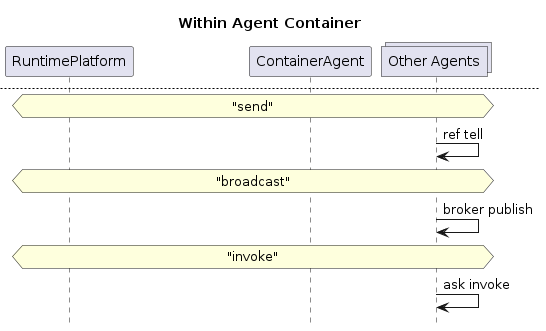 Within Agent Container
RuntimePlatform
ContainerAgent
Other Agents
"send"
ref tell
"broadcast"
broker publish
"invoke"
ask invoke